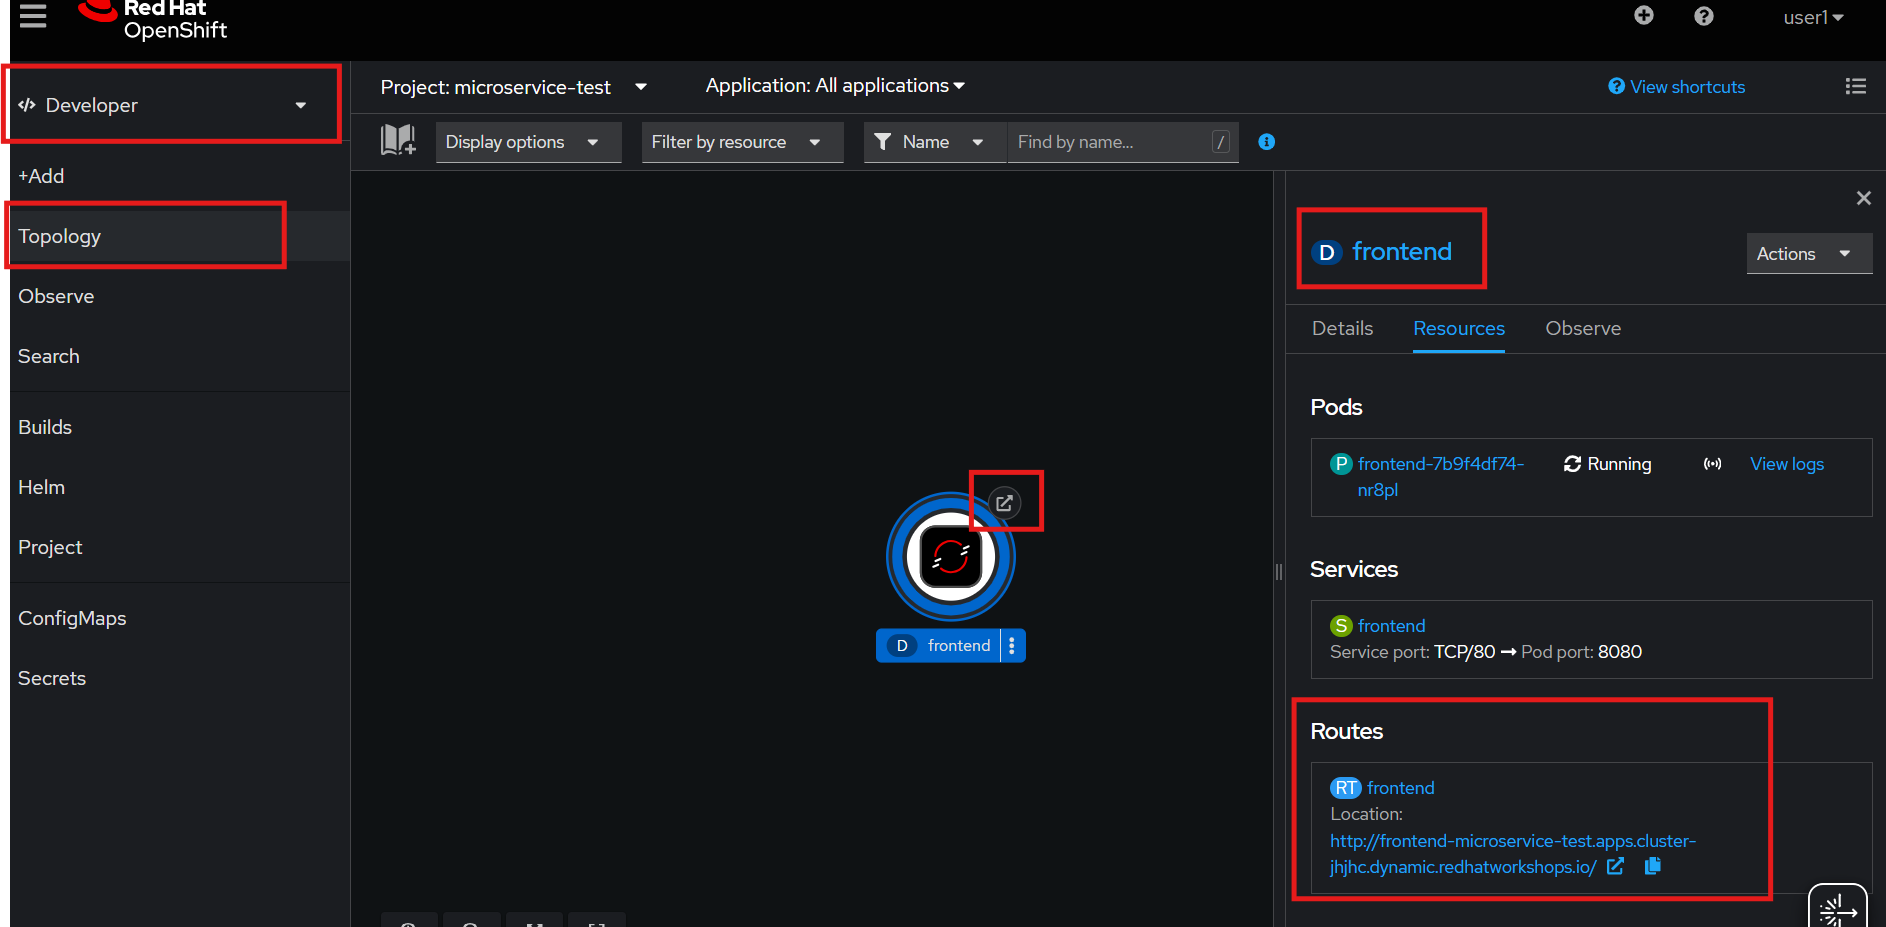 Red Hat
OpenShift
user1
Developer
Project: microservice-test
Application: All applications
View shortcuts
Display options
Filter by resource
Name
Find by name...
/
+Add
Topology
Observe
Search
Builds
Helm
Project
ConfigMaps
Secrets
D frontend
D frontend
Actions
Details
Resources
Observe
Pods
P frontend-7b9f4df74-
nr8pl
Running
View logs
Services
S frontend
Service port: TCP/80 → Pod port: 8080
Routes
RT frontend
Location:
http://frontend-microservice-test.apps.cluster-
jhjhc.dynamic.redhatworkshops.io/